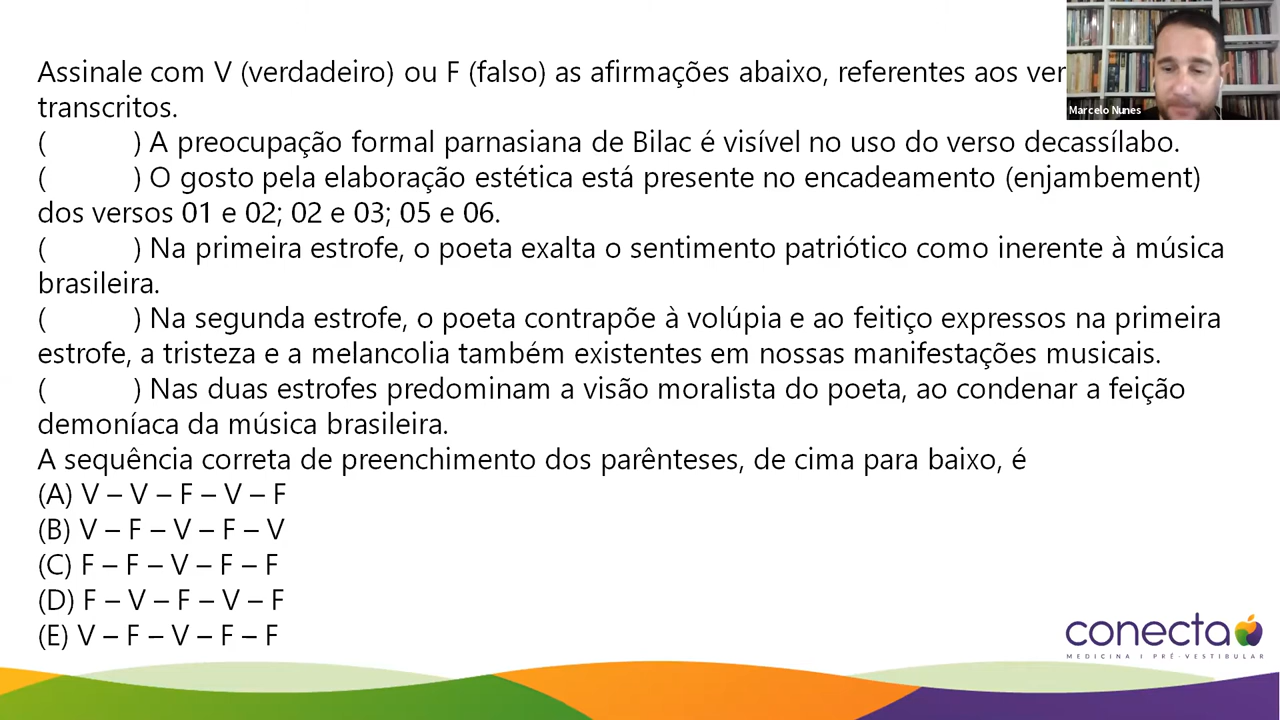 Assinale com V (verdadeiro) ou F (falso) as afirmações abaixo, referentes aos
transcritos.
( ) A preocupação formal parnasiana de Bilac é visível no uso do verso decassílabo.
( ) O gosto pela elaboração estética está presente no encadeamento (enjambement)
dos versos 01 e 02; 02 e 03; 05 e 06.
( ) Na primeira estrofe, o poeta exalta o sentimento patriótico como inerente à música
brasileira.
( ) Na segunda estrofe, o poeta contrapõe à volúpia e ao feitiço expressos na primeira
estrofe, a tristeza e a melancolia também existentes em nossas manifestações musicais.
( ) Nas duas estrofes predominam a visão moralista do poeta, ao condenar a feição
demoníaca da música brasileira.
A sequência correta de preenchimento dos parênteses, de cima para baixo, é
(A) V – V – F – V – F
(B) V – F – V – F – V
(C) F – F – V – F – F
(D) F – V – F – V – F
(E) V – F – V – F – F
Marcelo Nunes
conecta
MEDICINA | PRÉ-VESTIBULAR